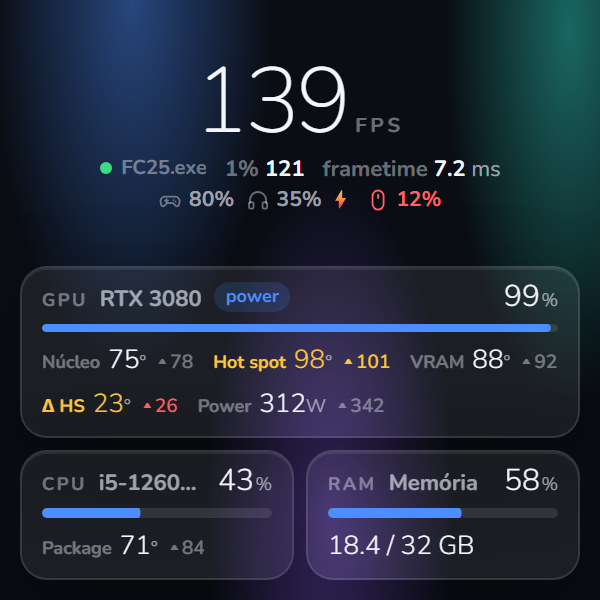 139 FPS
FC25.exe 1% 121 frametime 7.2 ms
80% 35% 12%
GPU RTX 3080 power 99%
Núcleo 75° ▲78 Hot spot 98° ▲101 VRAM 88° ▲92
Δ HS 23° ▲26 Power 312W ▲342
CPU i5-1260... 43%
Package 71° ▲84
RAM Memória 58%
18.4 / 32 GB